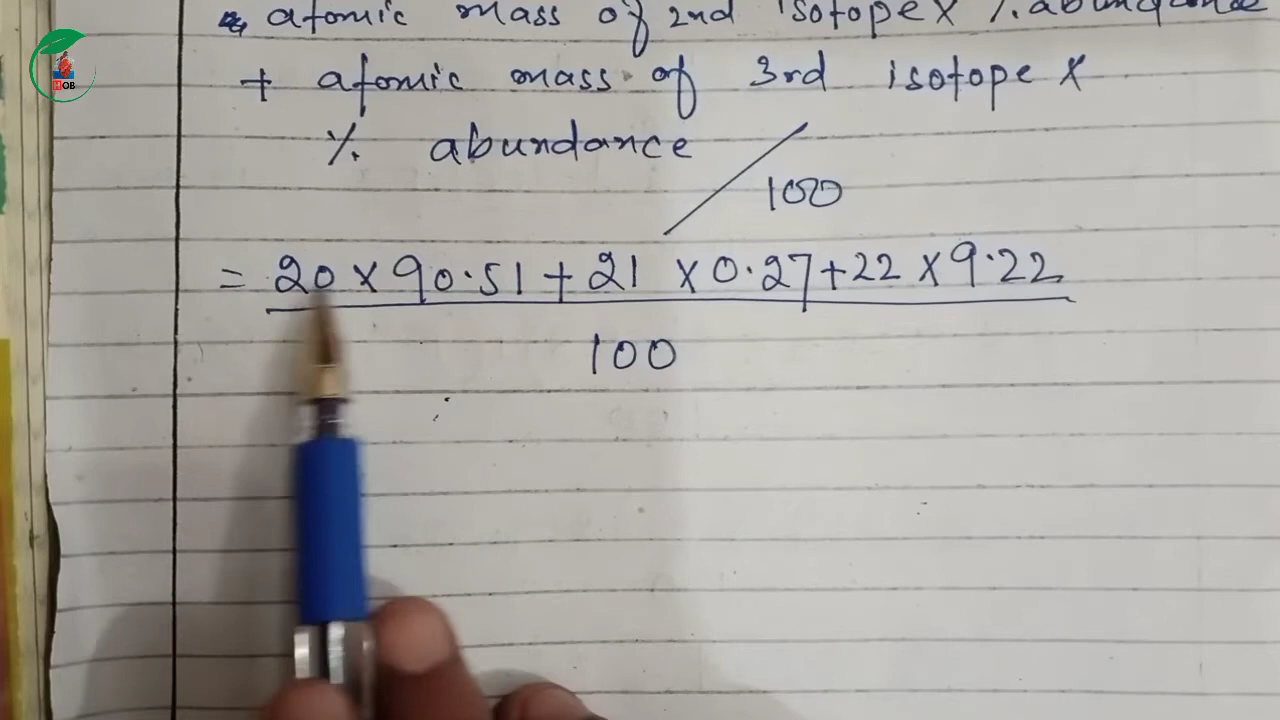 atomic mass of 2nd isotope x %. abundance
+ atomic mass of 3rd isotope x
%. abundance
/ 100
= 20 x 90.51 + 21 x 0.27 + 22 x 9.22
100
HOB